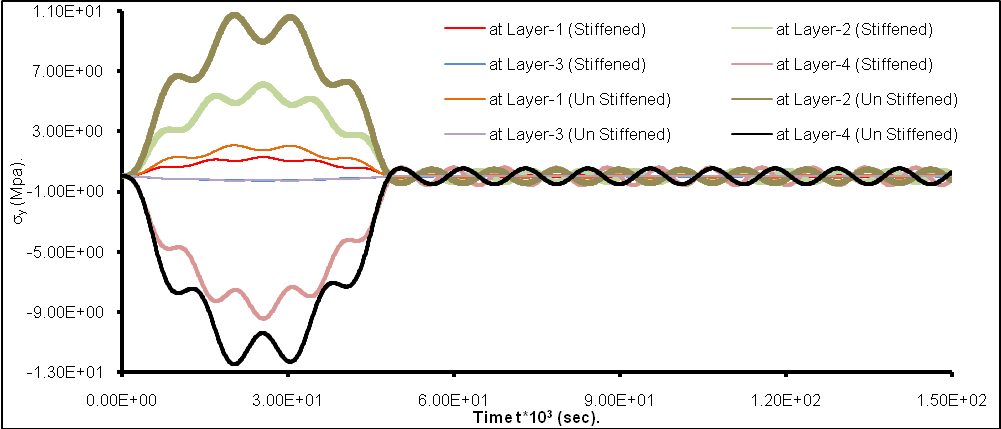 1.10E+01
7.00E+00
3.00E+00
-1.00E+00
-5.00E+00
-9.00E+00
-1.30E+01
σy (Mpa).
at Layer-1 (Stiffened)
at Layer-2 (Stiffened)
at Layer-3 (Stiffened)
at Layer-4 (Stiffened)
at Layer-1 (Un Stiffened)
at Layer-2 (Un Stiffened)
at Layer-3 (Un Stiffened)
at Layer-4 (Un Stiffened)
0.00E+00
3.00E+01
6.00E+01
9.00E+01
1.20E+02
1.50E+02
Time t*10³ (sec).